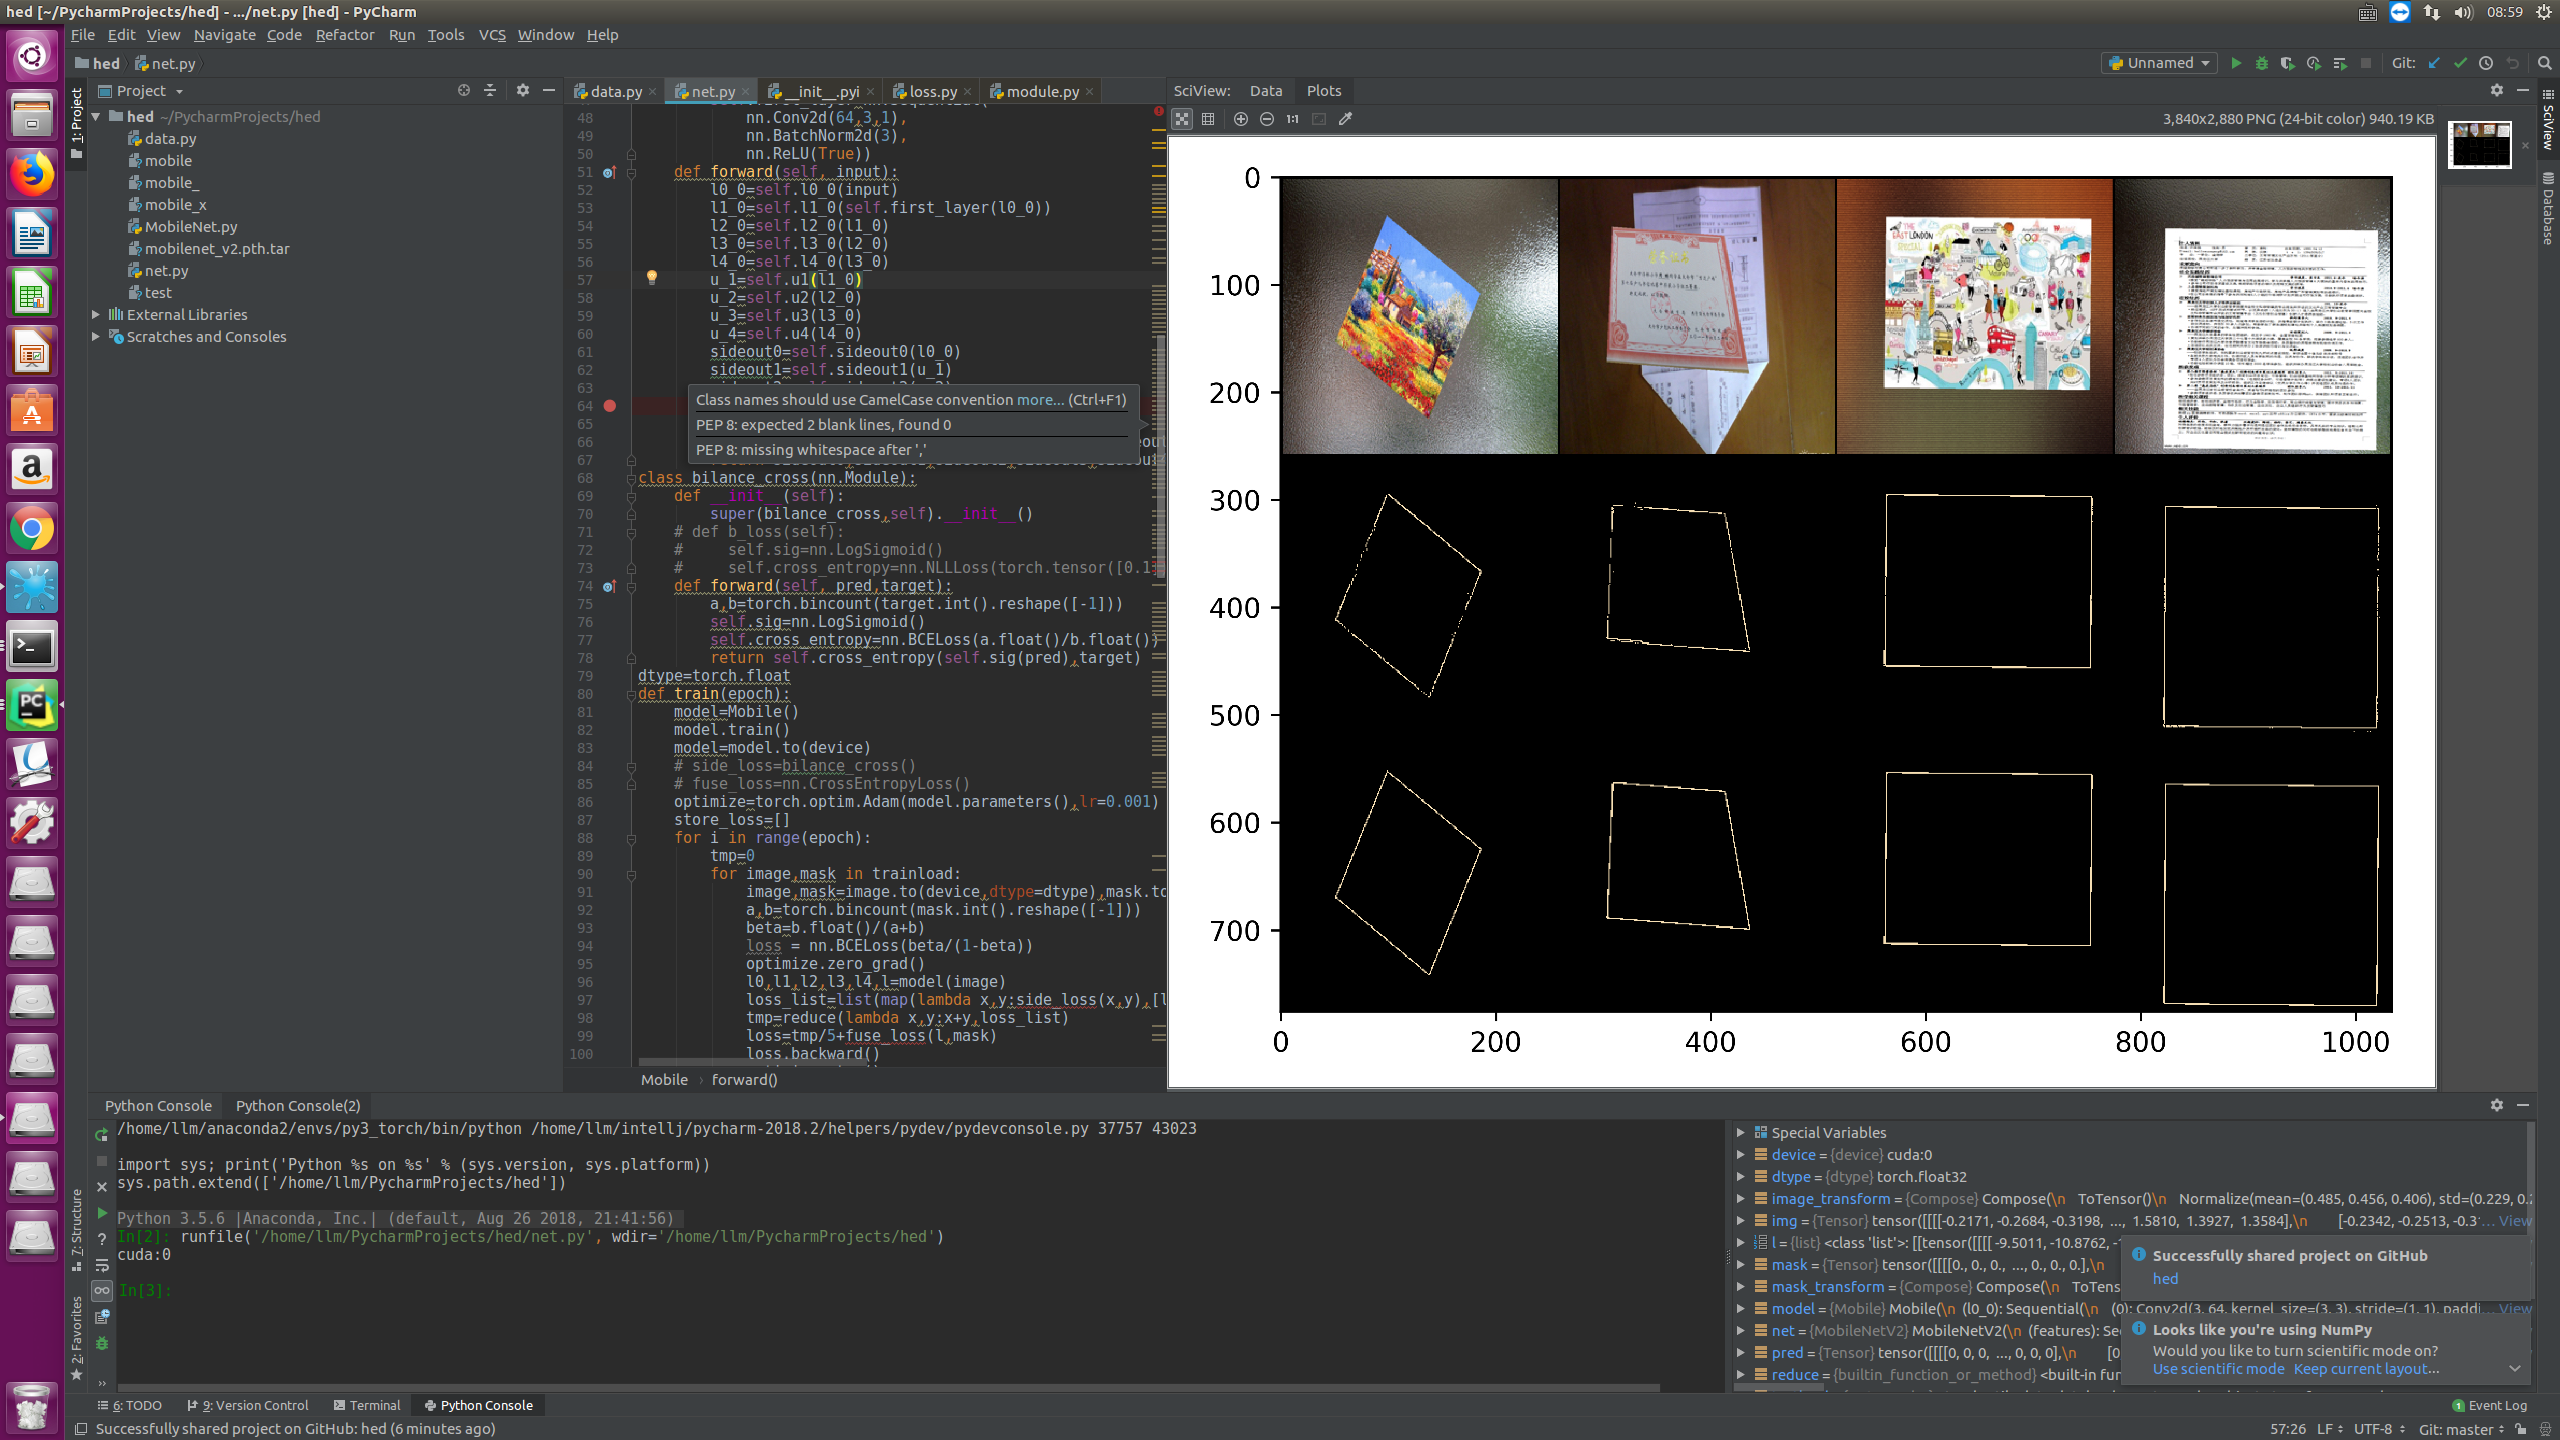 hed [~/PycharmProjects/hed] - .../net.py [hed] - PyCharm
08:59
File Edit View Navigate Code Refactor Run Tools VCS Window Help
hed net.py
Unnamed
Git:
1: Project
Project
data.py
net.py
__init__.pyi
loss.py
module.py
SciView: Data Plots
3,840x2,880 PNG (24-bit color) 940.19 KB
1:1
SciView
Database
hed ~/PycharmProjects/hed
data.py
mobile
mobile_
mobile_x
MobileNet.py
mobilenet_v2.pth.tar
net.py
test
External Libraries
Scratches and Consoles
48 nn.Conv2d(64,3,1),
49 nn.BatchNorm2d(3),
50 nn.ReLU(True))
51 def forward(self, input):
52 l0_0=self.l0_0(input)
53 l1_0=self.l1_0(self.first_layer(l0_0))
54 l2_0=self.l2_0(l1_0)
55 l3_0=self.l3_0(l2_0)
56 l4_0=self.l4_0(l3_0)
57 u_1=self.u1(l1_0)
58 u_2=self.u2(l2_0)
59 u_3=self.u3(l3_0)
60 u_4=self.u4(l4_0)
61 sideout0=self.sideout0(l0_0)
62 sideout1=self.sideout1(u_1)
63
64
65
66
67
Class names should use CamelCase convention more... (Ctrl+F1)
PEP 8: expected 2 blank lines, found 0
PEP 8: missing whitespace after ','
68 class bilance_cross(nn.Module):
69 def __init__(self):
70 super(bilance_cross,self).__init__()
71 # def b_loss(self):
72 # self.sig=nn.LogSigmoid()
73 # self.cross_entropy=nn.NLLLoss(torch.tensor([0.1
74 def forward(self, pred,target):
75 a,b=torch.bincount(target.int().reshape([-1]))
76 self.sig=nn.LogSigmoid()
77 self.cross_entropy=nn.BCELoss(a.float()/b.float())
78 return self.cross_entropy(self.sig(pred),target)
79 dtype=torch.float
80 def train(epoch):
81 model=Mobile()
82 model.train()
83 model=model.to(device)
84 # side_loss=bilance_cross()
85 # fuse_loss=nn.CrossEntropyLoss()
86 optimize=torch.optim.Adam(model.parameters(),lr=0.001)
87 store_loss=[]
88 for i in range(epoch):
89 tmp=0
90 for image,mask in trainload:
91 image,mask=image.to(device,dtype=dtype),mask.to
92 a,b=torch.bincount(mask.int().reshape([-1]))
93 beta=b.float()/(a+b)
94 loss = nn.BCELoss(beta/(1-beta))
95 optimize.zero_grad()
96 l0,l1,l2,l3,l4,l=model(image)
97 loss_list=list(map(lambda x,y:side_loss(x,y),[l
98 tmp=reduce(lambda x,y:x+y,loss_list)
99 loss=tmp/5+fuse_loss(l,mask)
100 loss.backward()
Mobile forward()
0
100
200
300
400
500
600
700
0 200 400 600 800 1000
THE EAST LONDON SPECIAL
Python Console Python Console(2)
/home/llm/anaconda2/envs/py3_torch/bin/python /home/llm/intellj/pycharm-2018.2/helpers/pydev/pydevconsole.py 37757 43023
import sys; print('Python %s on %s' % (sys.version, sys.platform))
sys.path.extend(['/home/llm/PycharmProjects/hed'])
Python 3.5.6 |Anaconda, Inc.| (default, Aug 26 2018, 21:41:56)
In[2]: runfile('/home/llm/PycharmProjects/hed/net.py', wdir='/home/llm/PycharmProjects/hed')
cuda:0
In[3]:
7: Structure
2: Favorites
Special Variables
device = {device} cuda:0
dtype = {dtype} torch.float32
image_transform = {Compose} Compose(\n ToTensor()\n Normalize(mean=(0.485, 0.456, 0.406), std=(0.229, 0.2
img = {Tensor} tensor([[[[-0.2171, -0.2684, -0.3198, ..., 1.5810, 1.3927, 1.3584],\n [-0.2342, -0.2513, -0.3 ... View
l = {list} <class 'list'>: [[tensor([[[[ -9.5011, -10.8762, -
mask = {Tensor} tensor([[[[0., 0., 0., ..., 0., 0., 0.],\n
mask_transform = {Compose} Compose(\n ToTens
model = {Mobile} Mobile(\n (l0_0): Sequential(\n (0): Conv2d(3, 64, kernel_size=(3, 3), stride=(1, 1), paddi ... View
net = {MobileNetV2} MobileNetV2(\n (features): Se
pred = {Tensor} tensor([[[[0, 0, 0, ..., 0, 0, 0],\n [0
reduce = {builtin_function_or_method} <built-in fun
Successfully shared project on GitHub
hed
Looks like you're using NumPy
Would you like to turn scientific mode on?
Use scientific mode Keep current layout...
6: TODO 9: Version Control Terminal Python Console
1 Event Log
Successfully shared project on GitHub: hed (6 minutes ago)
57:26 LF UTF-8 Git: master